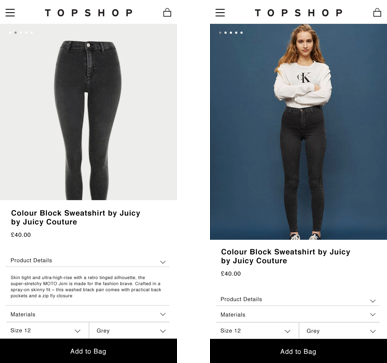 TOPSHOP
Colour Block Sweatshirt by Juicy
by Juicy Couture
£40.00
Product Details
Skin tight and ultra-high-rise with a retro tinged silhouette, the
super-stretchy MOTO Joni is made for the fashion brave. Crafted in a
spray-on skinny fit – this washed black pair comes with practical back
pockets and a zip fly closure
Materials
Size 12
Grey
Add to Bag
TOPSHOP
CK
Colour Block Sweatshirt by Juicy
by Juicy Couture
£40.00
Product Details
Materials
Size 12
Grey
Add to Bag